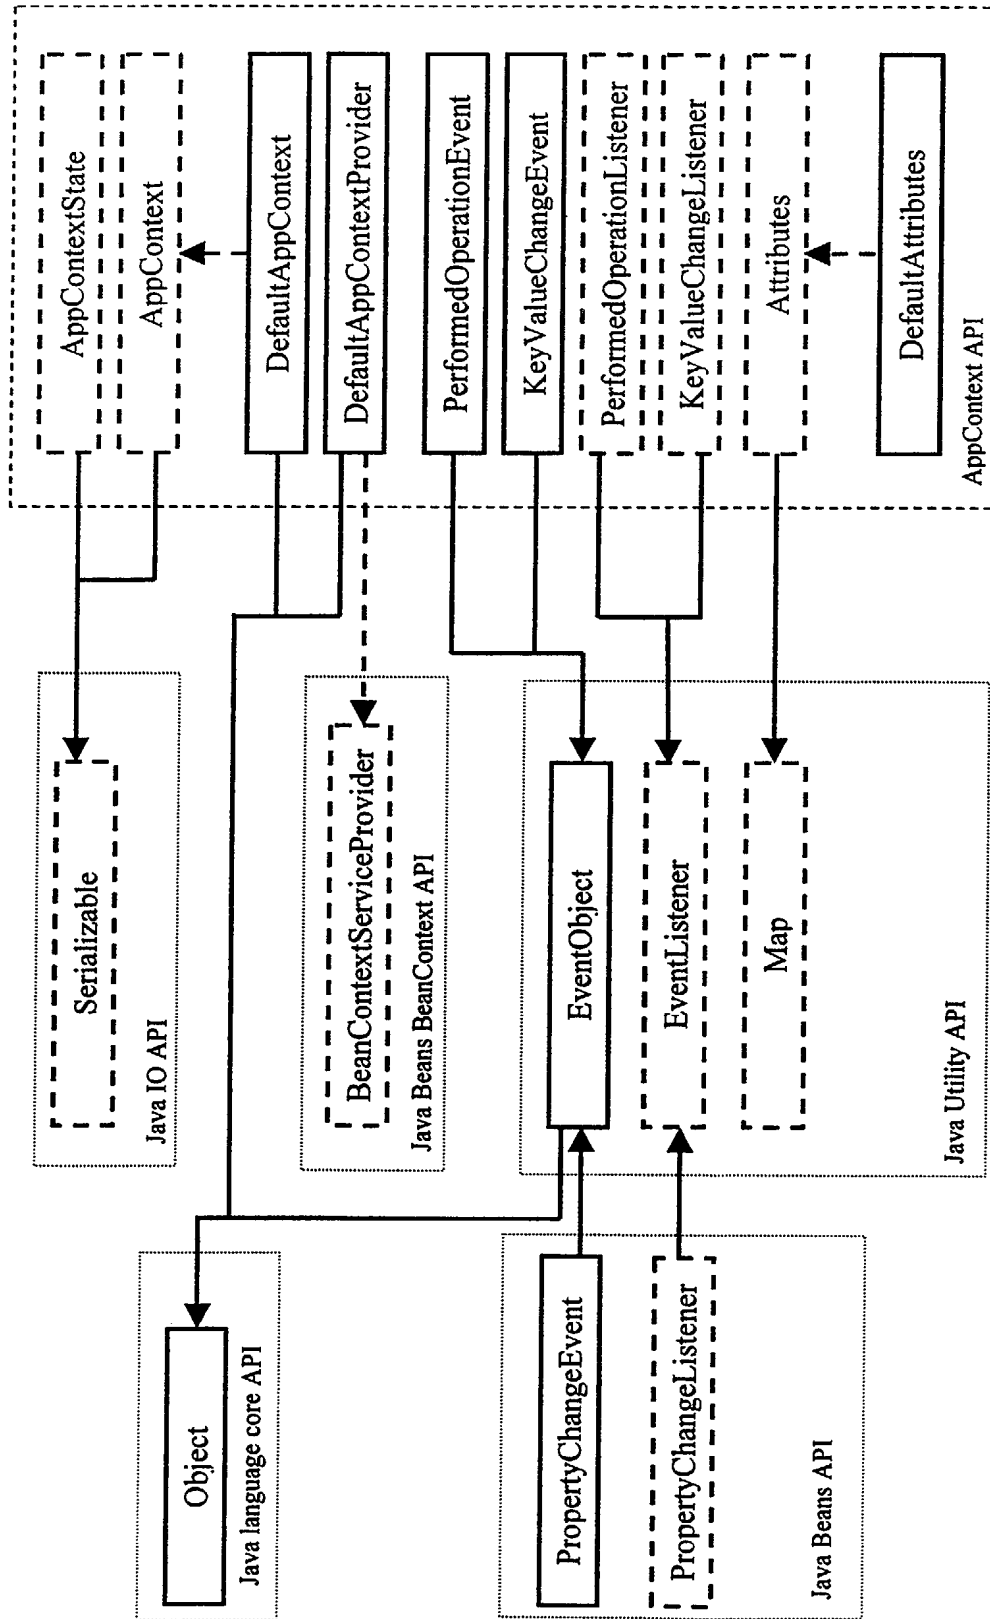 Object
Java language core API
PropertyChangeEvent
PropertyChangeListener
Java Beans API
Serializable
Java IO API
BeanContextServiceProvider
Java Beans BeanContext API
EventObject
EventListener
Map
Java Utility API
AppContextState
AppContext
DefaultAppContext
DefaultAppContextProvider
PerformedOperationEvent
KeyValueChangeEvent
PerformedOperationListener
KeyValueChangeListener
Attributes
DefaultAttributes
AppContext API